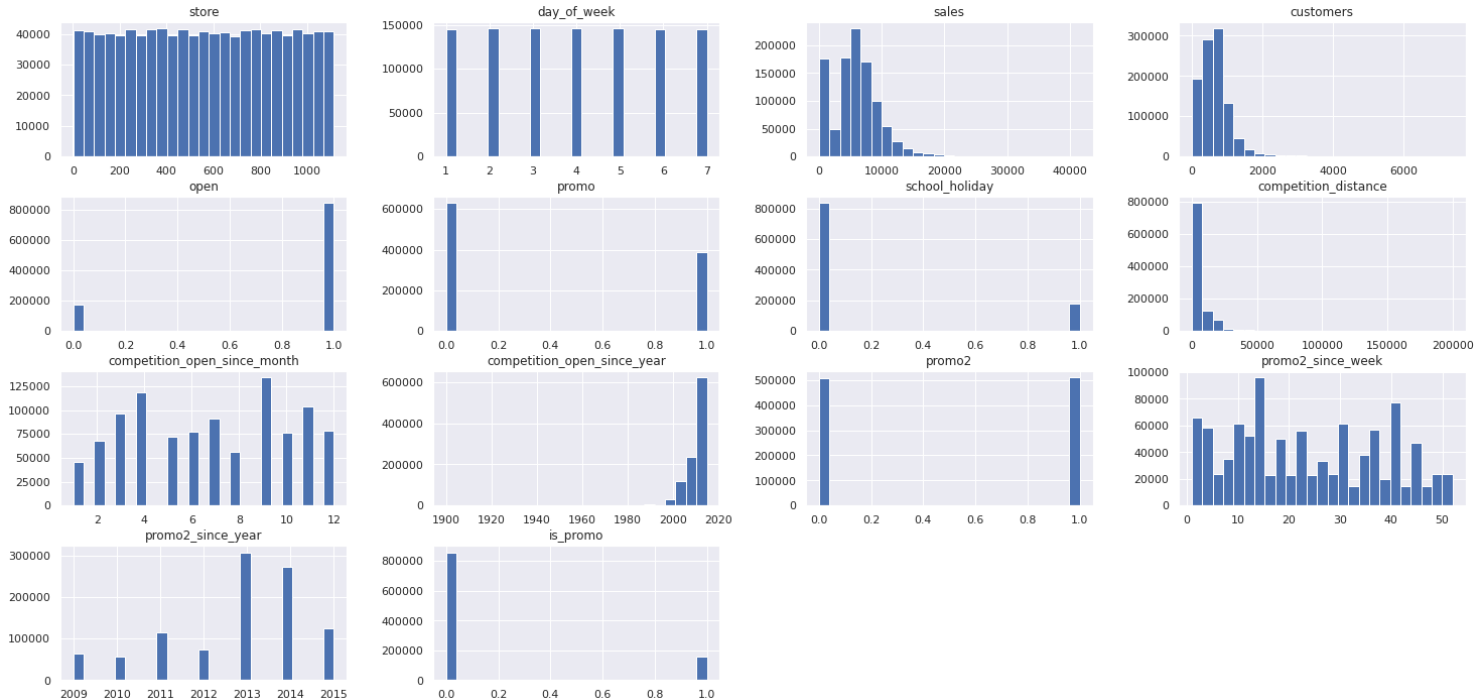 store
40000
30000
20000
10000
0
0 200 400 600 800 1000
day_of_week
150000
100000
50000
0
1 2 3 4 5 6 7
sales
200000
150000
100000
50000
0
0 10000 20000 30000 40000
customers
300000
200000
100000
0
0 2000 4000 6000
open
800000
600000
400000
200000
0
0.0 0.2 0.4 0.6 0.8 1.0
promo
600000
500000
400000
300000
200000
100000
0
0.0 0.2 0.4 0.6 0.8 1.0
school_holiday
800000
600000
400000
200000
0
0.0 0.2 0.4 0.6 0.8 1.0
competition_distance
800000
600000
400000
200000
0
0 50000 100000 150000 200000
competition_open_since_month
125000
100000
75000
50000
25000
0
2 4 6 8 10 12
competition_open_since_year
600000
400000
200000
0
1900 1920 1940 1960 1980 2000 2020
promo2
500000
400000
300000
200000
100000
0
0.0 0.2 0.4 0.6 0.8 1.0
promo2_since_week
100000
80000
60000
40000
20000
0
0 10 20 30 40 50
promo2_since_year
300000
200000
100000
0
2009 2010 2011 2012 2013 2014 2015
is_promo
800000
600000
400000
200000
0
0.0 0.2 0.4 0.6 0.8 1.0